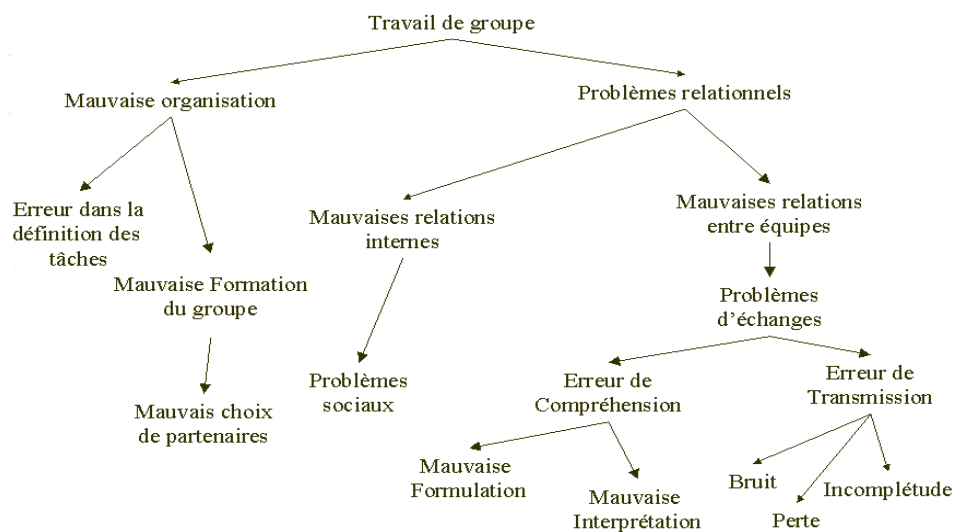 Travail de groupe
Mauvaise organisation
Problèmes relationnels
Erreur dans la
définition des
tâches
Mauvaise Formation
du groupe
Mauvais choix
de partenaires
Mauvaises relations
internes
Problèmes
sociaux
Mauvaises relations
entre équipes
Problèmes
d’échanges
Erreur de
Compréhension
Mauvaise
Formulation
Mauvaise
Interprétation
Erreur de
Transmission
Bruit
Perte
Incomplétude